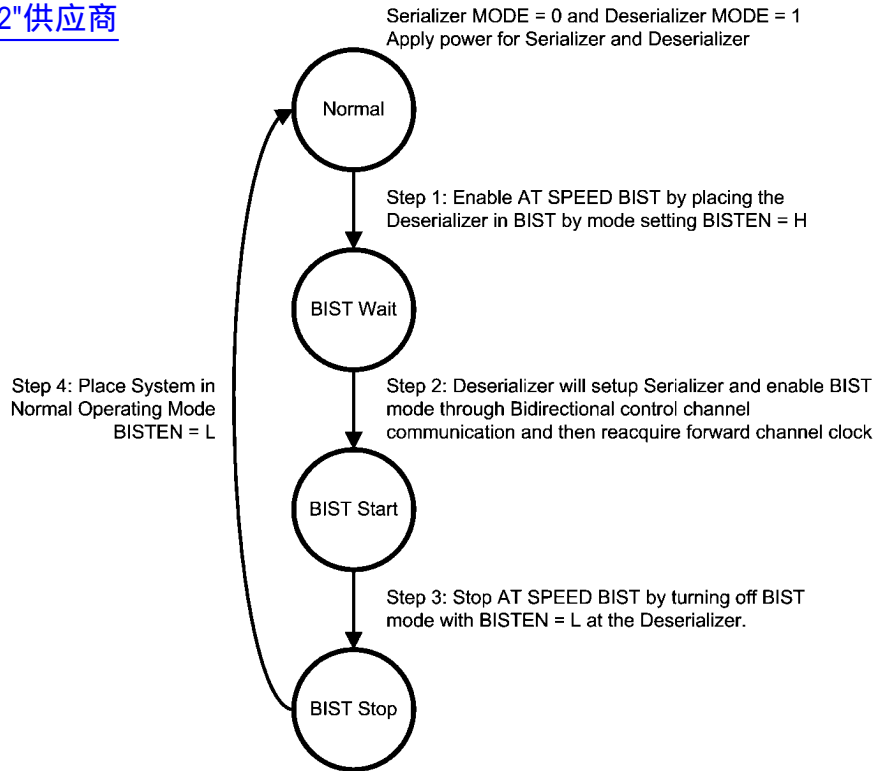 2"供应商
Serializer MODE = 0 and Deserializer MODE = 1
Apply power for Serializer and Deserializer
Normal
Step 1: Enable AT SPEED BIST by placing the
Deserializer in BIST by mode setting BISTEN = H
BIST Wait
Step 4: Place System in
Normal Operating Mode
BISTEN = L
Step 2: Deserializer will setup Serializer and enable BIST
mode through Bidirectional control channel
communication and then reacquire forward channel clock
BIST Start
Step 3: Stop AT SPEED BIST by turning off BIST
mode with BISTEN = L at the Deserializer.
BIST Stop